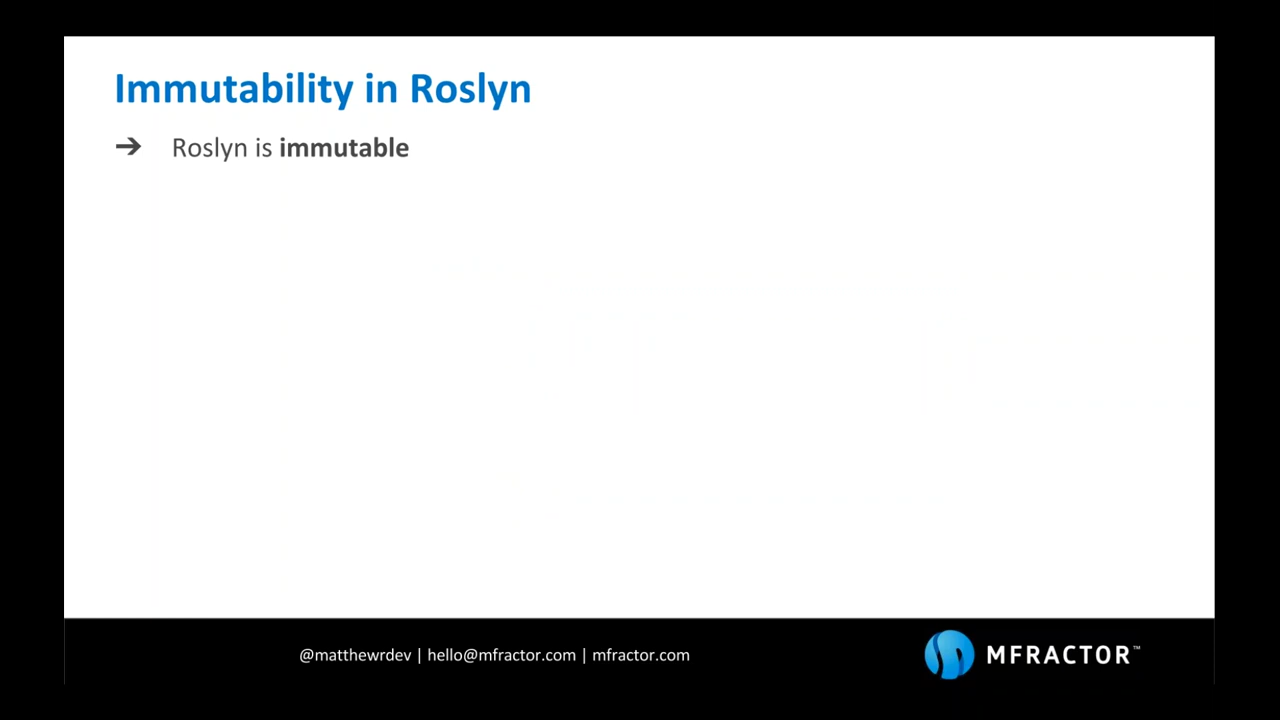 Immutability in Roslyn
➔ Roslyn is immutable
@matthewrdev | hello@mfractor.com | mfractor.com
MFRACTOR™